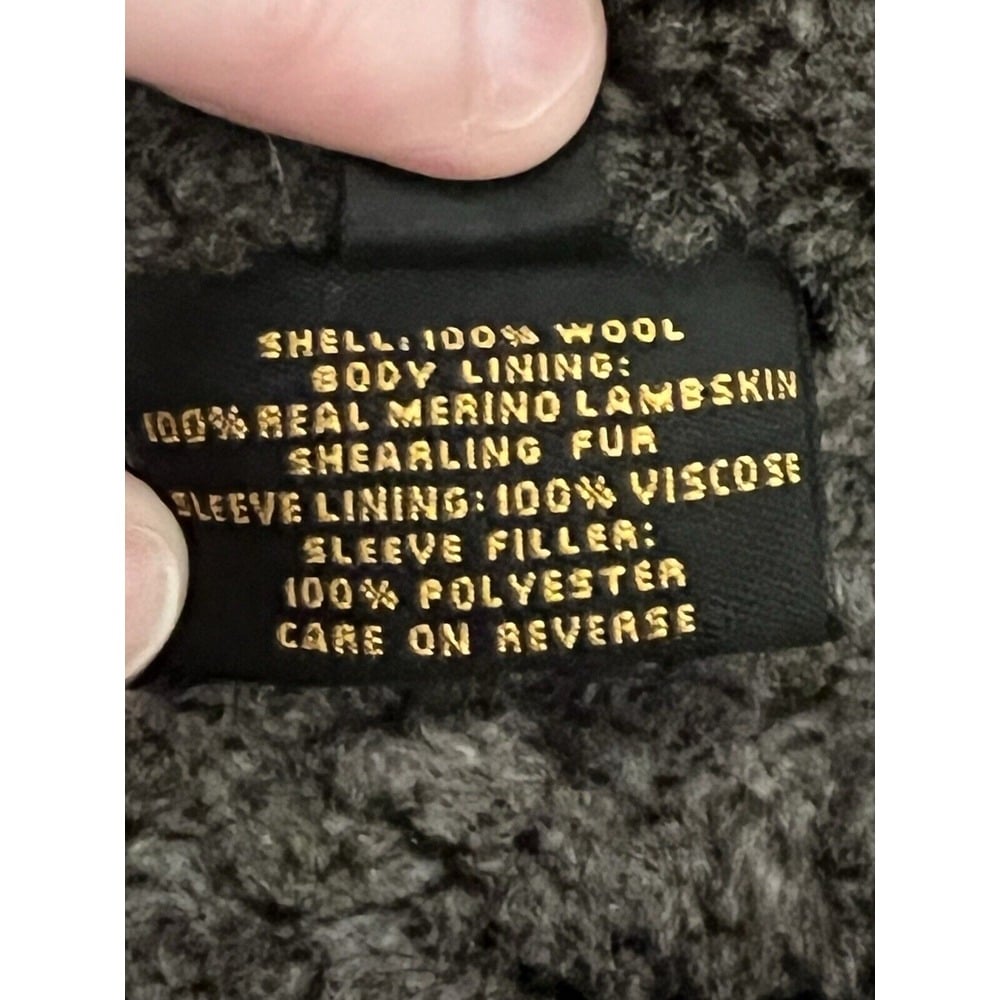 SHELL: 100% WOOL
BODY LINING:
100% REAL MERINO LAMBSKIN
SHEARLING FUR
SLEEVE LINING: 100% VISCOSE
SLEEVE FILLER:
100% POLYESTER
CARE ON REVERSE